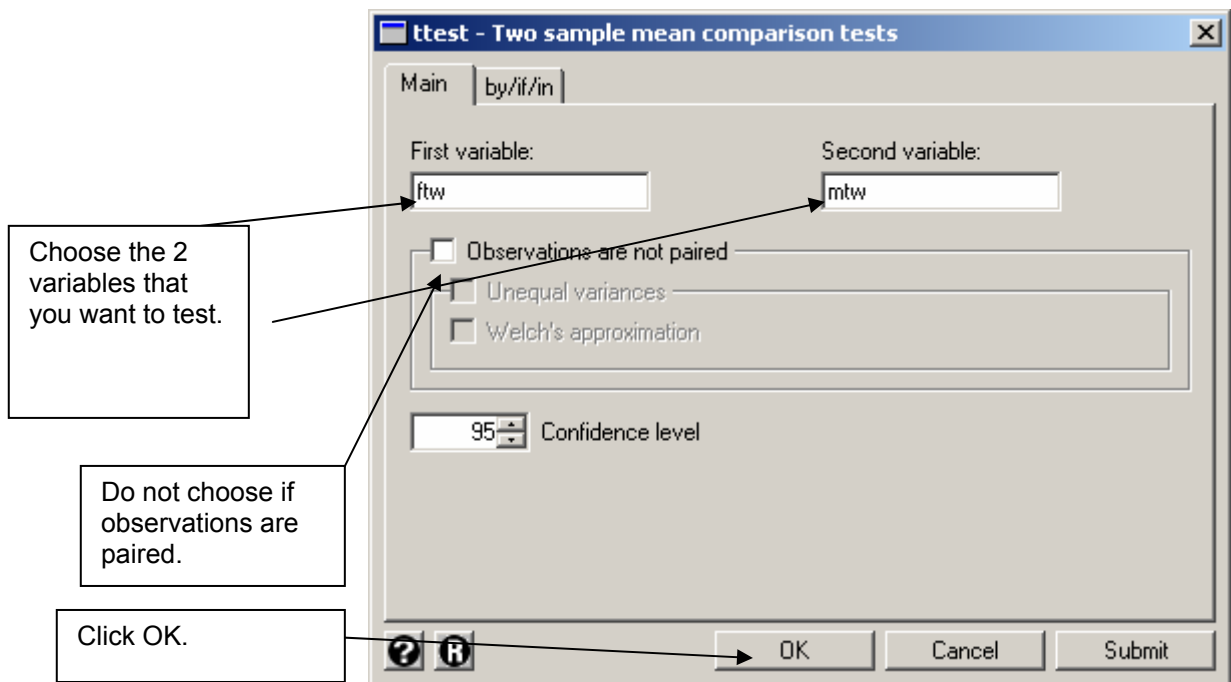 ttest - Two sample mean comparison tests
Main by/if/in
First variable: Second variable:
ftw mtw
Choose the 2
variables that
you want to test.
Observations are not paired
Unequal variances
Welch's approximation
95 Confidence level
Do not choose if
observations are
paired.
Click OK.
? R OK Cancel Submit